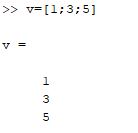 >> v=[1;3;5]
v =
1
3
5